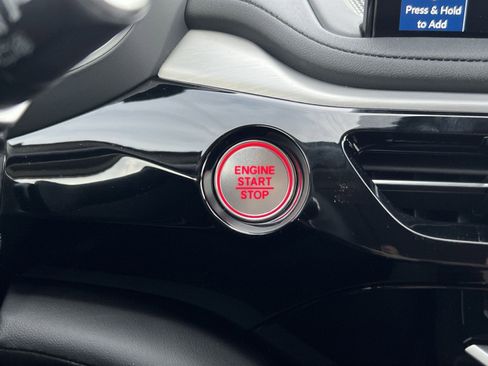 Press & Hold
to Add
ENGINE
START
STOP